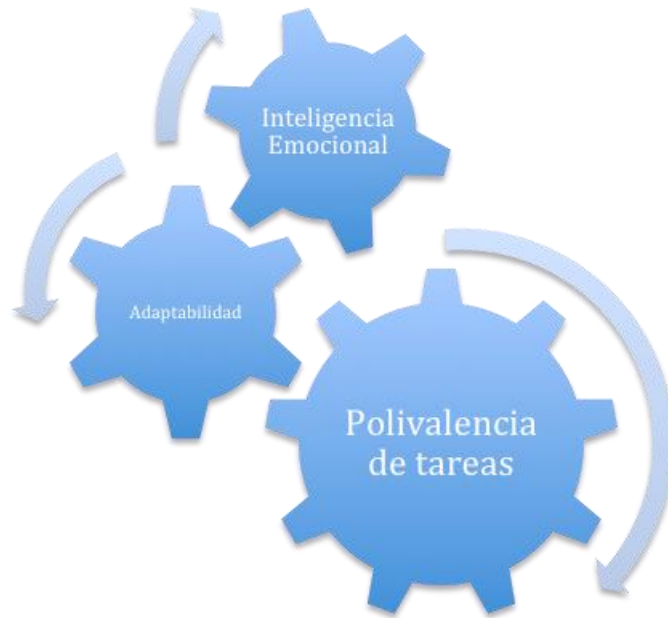 Inteligencia
Emocional
Adaptabilidad
Polivalencia
de tareas